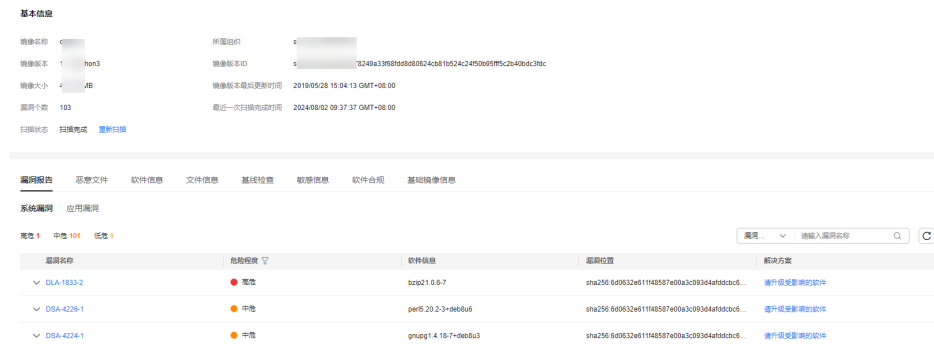 基本信息
镜像名称 所属组织
镜像版本 hon3 镜像版本ID 8249a33f68fdd8d80624cb81b524c24f50b95fff5c2b40bdc3fdc
镜像大小 MB 镜像版本最后更新时间 2019/05/28 15:04:13 GMT+08:00
漏洞个数 103 最近一次扫描完成时间 2024/08/02 09:37:37 GMT+08:00
扫描状态 扫描完成 重新扫描
漏洞报告 恶意文件 软件信息 文件信息 基线检查 敏感信息 软件合规 基础镜像信息
系统漏洞 应用漏洞
高危 1 中危 101 低危 1 漏洞... 请输入漏洞名称
漏洞名称 危险程度 软件信息 漏洞位置 解决方案
DLA-1833-2 高危 bzip21.0.6-7 sha256:6d0632e611f48587e00a3c093d4afddcbc6... 请升级受影响的软件
DSA-4226-1 中危 perl5.20.2-3+deb8u6 sha256:6d0632e611f48587e00a3c093d4afddcbc6... 请升级受影响的软件
DSA-4224-1 中危 gnupg1.4.18-7+deb8u3 sha256:6d0632e611f48587e00a3c093d4afddcbc6... 请升级受影响的软件